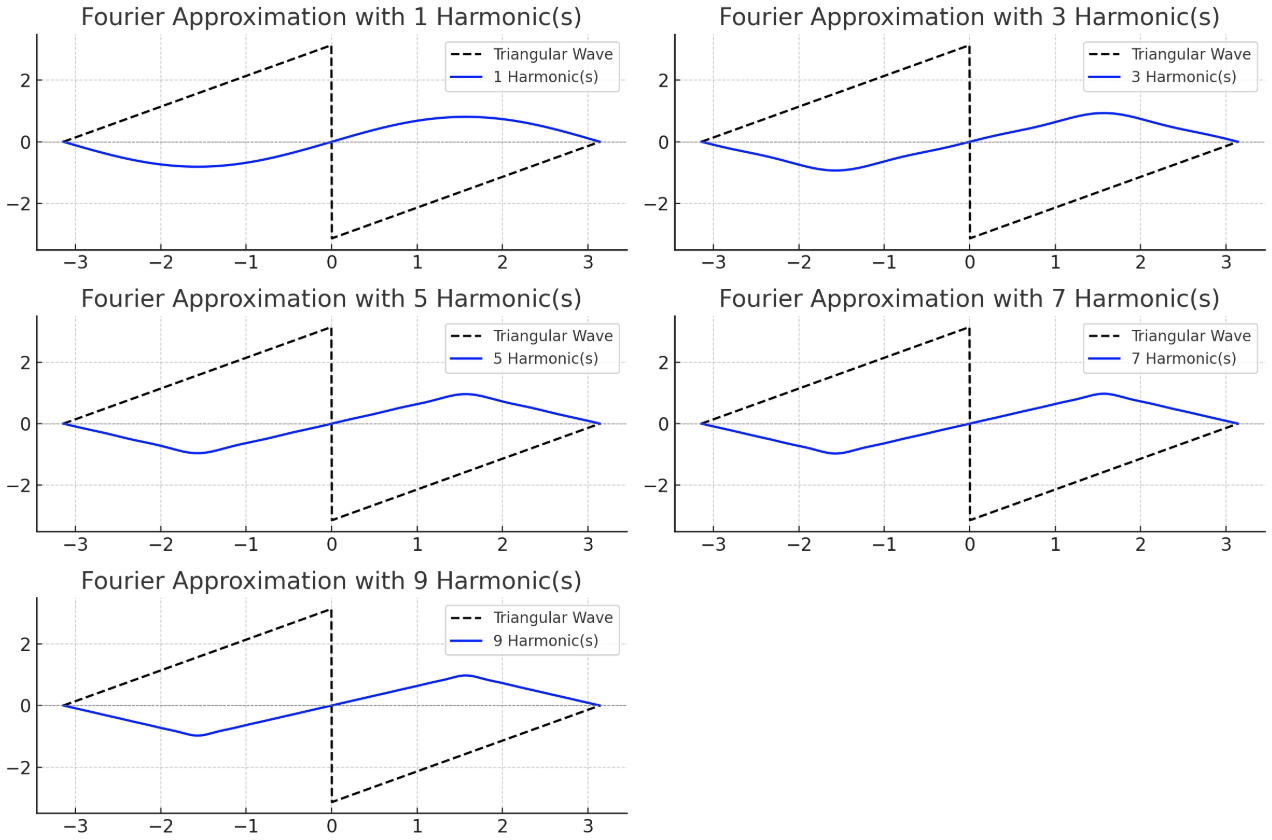 Fourier Approximation with 1 Harmonic(s)
Triangular Wave
1 Harmonic(s)
2
0
−2
−3 −2 −1 0 1 2 3
Fourier Approximation with 3 Harmonic(s)
Triangular Wave
3 Harmonic(s)
2
0
−2
−3 −2 −1 0 1 2 3
Fourier Approximation with 5 Harmonic(s)
Triangular Wave
5 Harmonic(s)
2
0
−2
−3 −2 −1 0 1 2 3
Fourier Approximation with 7 Harmonic(s)
Triangular Wave
7 Harmonic(s)
2
0
−2
−3 −2 −1 0 1 2 3
Fourier Approximation with 9 Harmonic(s)
Triangular Wave
9 Harmonic(s)
2
0
−2
−3 −2 −1 0 1 2 3